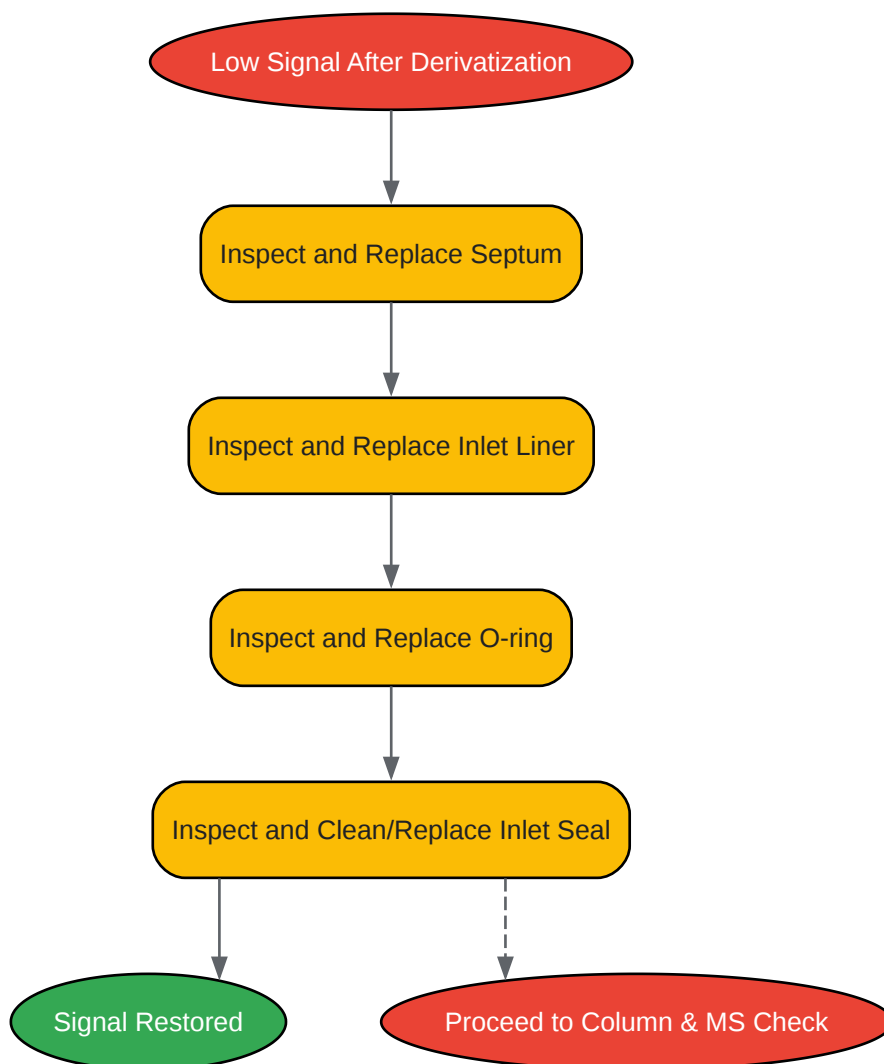 Low Signal After Derivatization
Inspect and Replace Septum
Inspect and Replace Inlet Liner
Inspect and Replace O-ring
Inspect and Clean/Replace Inlet Seal
Signal Restored
Proceed to Column & MS Check